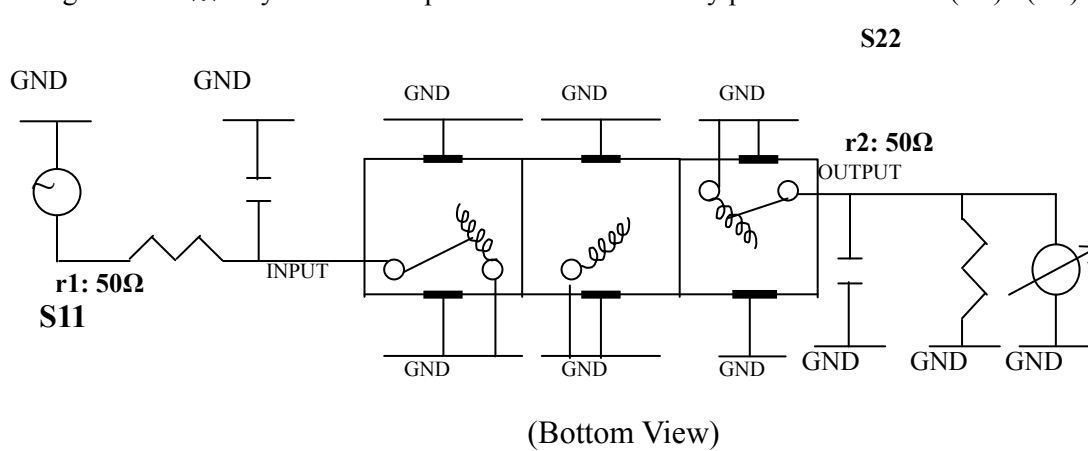 S22
GND
GND
GND
GND
GND
r2: 50Ω
OUTPUT
INPUT
r1: 50Ω
S11
GND
GND
GND
GND
GND
GND
(Bottom View)